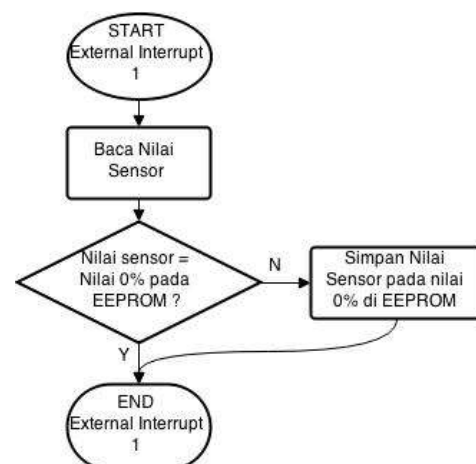 START
External Interrupt
1
Baca Nilai
Sensor
Nilai sensor =
Nilai 0% pada
EEPROM ?
N
Simpan Nilai
Sensor pada nilai
0% di EEPROM
Y
END
External Interrupt
1